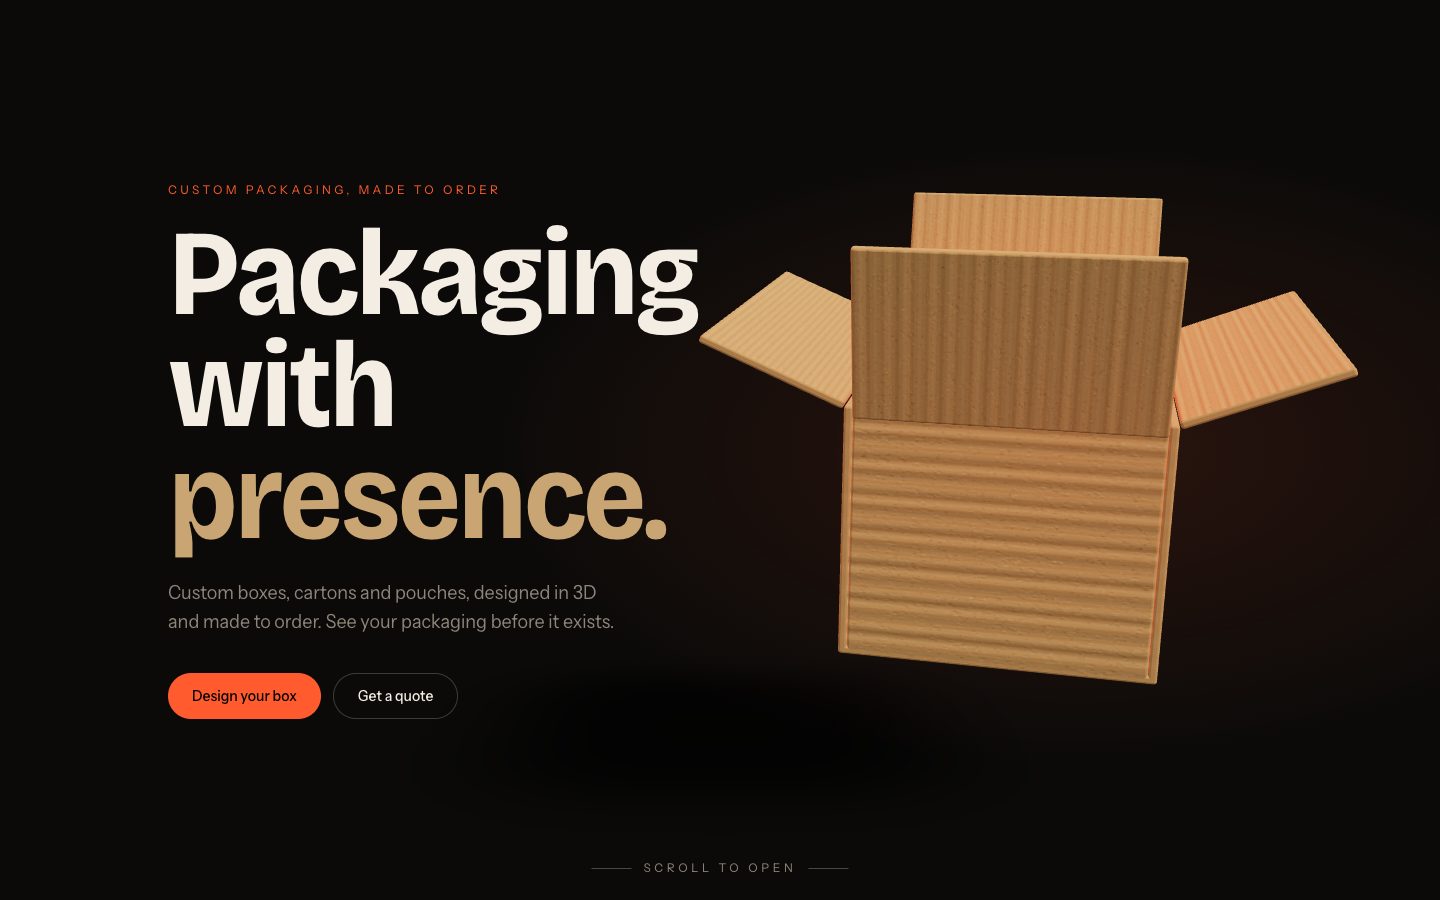 CUSTOM PACKAGING, MADE TO ORDER
Packaging
with
presence.
Custom boxes, cartons and pouches, designed in 3D
and made to order. See your packaging before it exists.
Design your box
Get a quote
SCROLL TO OPEN